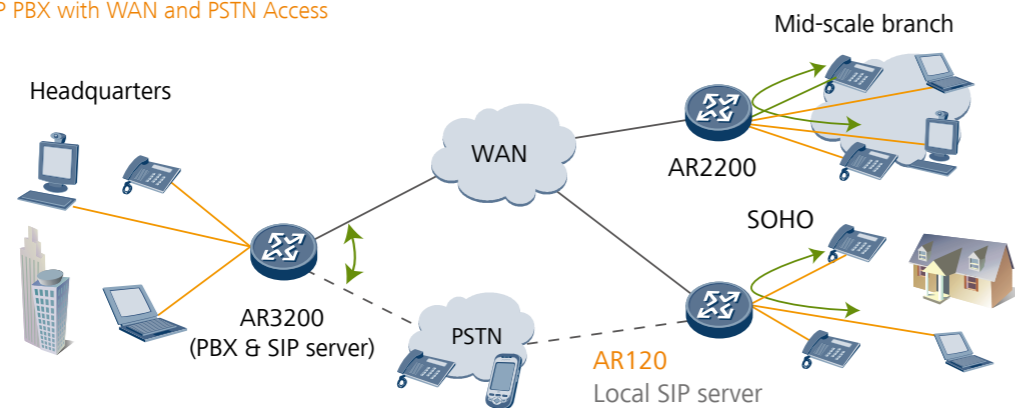 P PBX with WAN and PSTN Access
Mid-scale branch
Headquarters
WAN
AR2200
SOHO
AR3200
(PBX & SIP server)
PSTN
AR120
Local SIP server